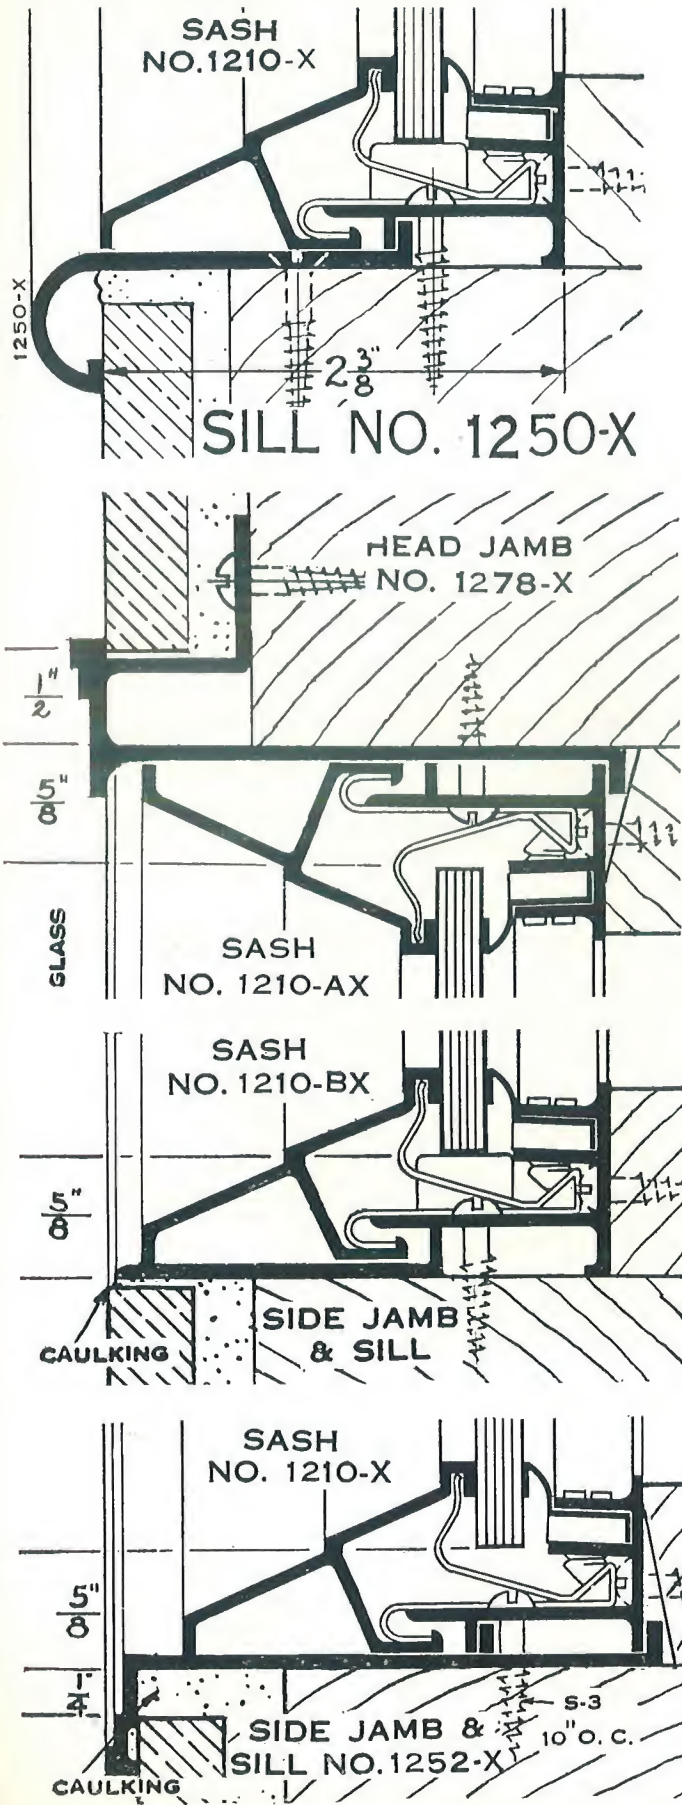 SASH
NO.1210-X
1250-X
2 3/8"
SILL NO. 1250-X
HEAD JAMB
NO. 1278-X
1/2"
5/8"
GLASS
SASH
NO. 1210-AX
SASH
NO. 1210-BX
5/8"
SIDE JAMB
& SILL
CAULKING
SASH
NO. 1210-X
5/8"
1/4"
S-3
10" O.C.
SIDE JAMB &
SILL NO.1252-X
CAULKING